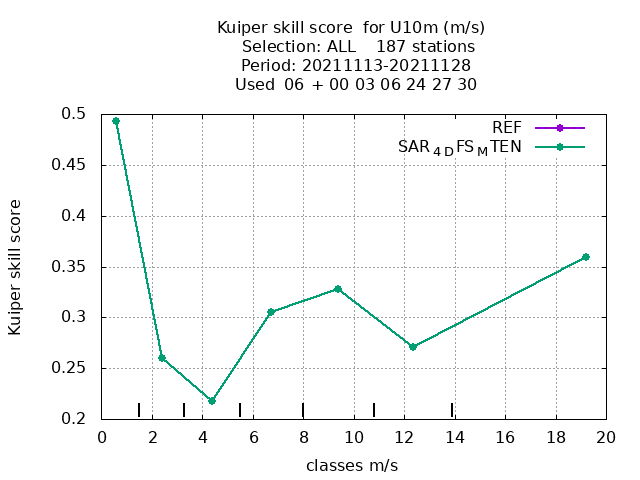 Kuiper skill score for U10m (m/s)
Selection: ALL 187 stations
Period: 20211113-20211128
Used 06 + 00 03 06 24 27 30
REF
SAR4DFSMTEN
0.5
0.45
0.4
0.35
0.3
0.25
0.2
Kuiper skill score
0 2 4 6 8 10 12 14 16 18 20
classes m/s